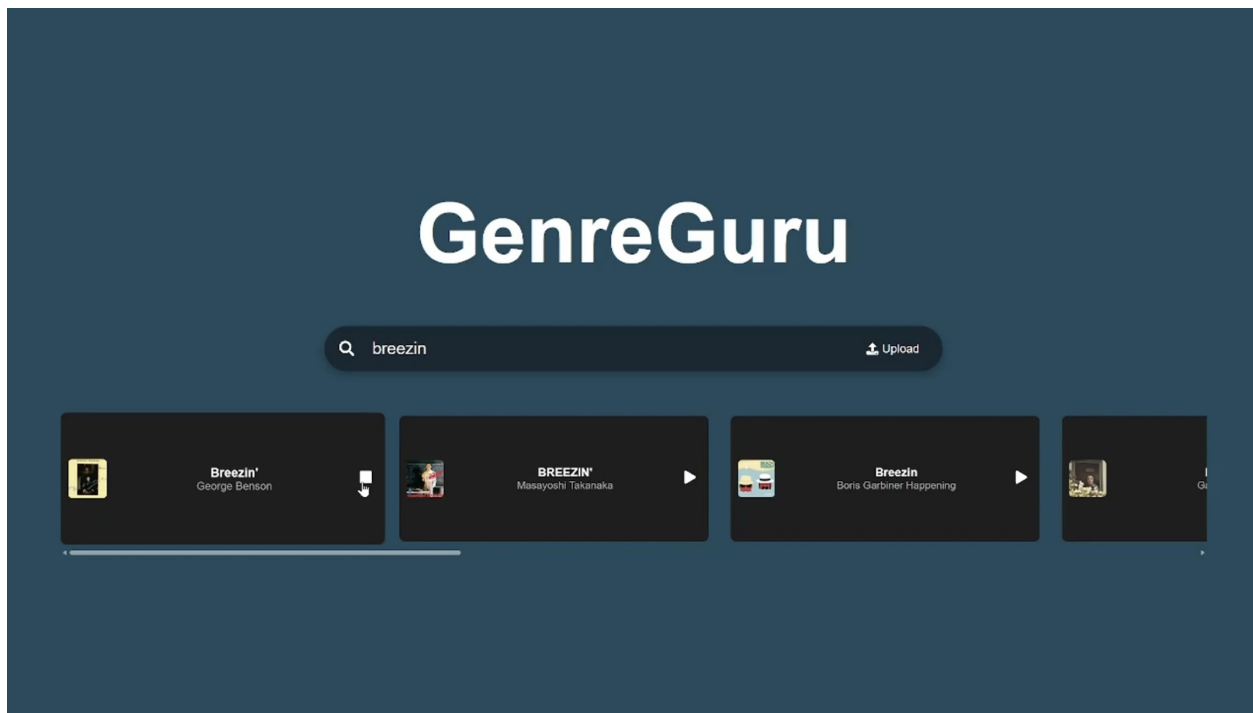 GenreGuru
breezin
Upload
Breezin'
George Benson
BREEZIN'
Masayoshi Takanaka
Breezin
Boris Garbiner Happening